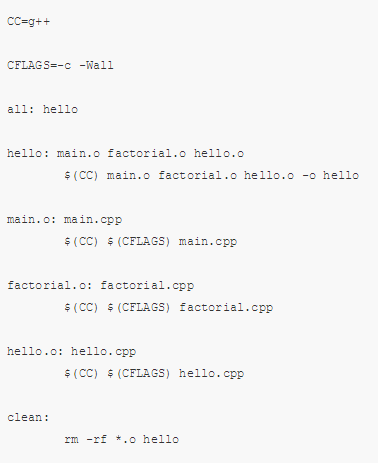 CC=g++
CFLAGS=-c -Wall
all: hello
hello: main.o factorial.o hello.o
$(CC) main.o factorial.o hello.o -o hello
main.o: main.cpp
$(CC) $(CFLAGS) main.cpp
factorial.o: factorial.cpp
$(CC) $(CFLAGS) factorial.cpp
hello.o: hello.cpp
$(CC) $(CFLAGS) hello.cpp
clean:
rm -rf *.o hello